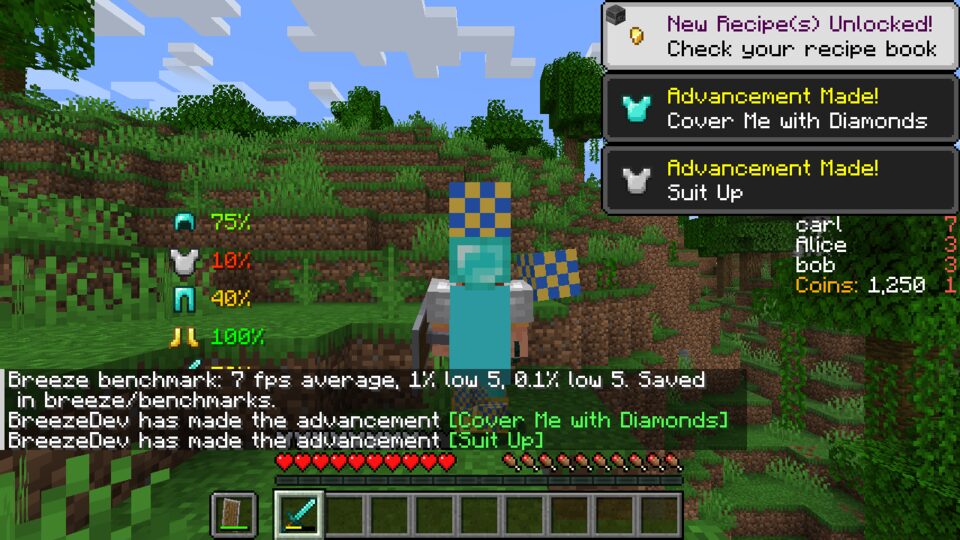 New Recipe(s) Unlocked!
Check your recipe book
Advancement Made!
Cover Me with Diamonds
Advancement Made!
Suit Up
carl 7
Alice 3
bob 3
Coins: 1,250 1
75%
10%
40%
100%
Breeze benchmark: 7 fps average, 1% low 5, 0.1% low 5. Saved
in breeze/benchmarks.
BreezeDev has made the advancement [Cover Me with Diamonds]
BreezeDev has made the advancement [Suit Up]